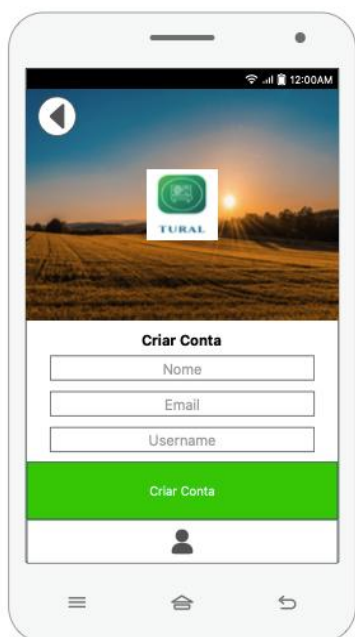 12:00AM
TURAL
Criar Conta
Nome
Email
Username
Criar Conta